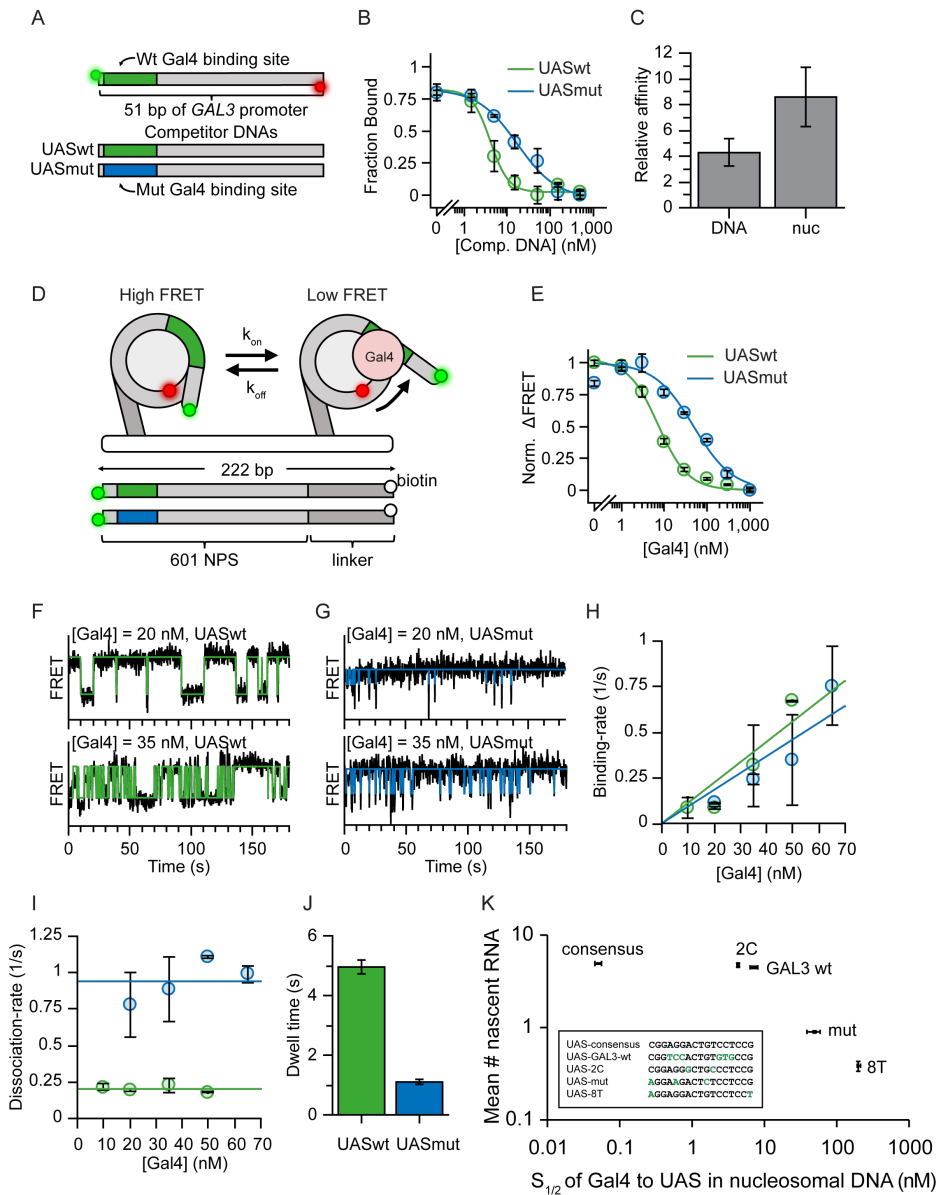 A
Wt Gal4 binding site
51 bp of GAL3 promoter
Competitor DNAs
UASwt
UASmut
Mut Gal4 binding site
B
Fraction Bound
0.75
0.5
0.25
0
UASwt
UASmut
0 1 10 100 1,000
[Comp. DNA] (nM)
C
Relative affinity
12
10
8
6
4
2
0
DNA nuc
D
High FRET
Low FRET
kon
koff
Gal4
222 bp
biotin
601 NPS
linker
E
Norm. ΔFRET
1
0.75
0.5
0.25
0
UASwt
UASmut
0 1 10 100 1,000
[Gal4] (nM)
F
[Gal4] = 20 nM, UASwt
FRET
[Gal4] = 35 nM, UASwt
FRET
0 50 100 150
Time (s)
G
[Gal4] = 20 nM, UASmut
FRET
[Gal4] = 35 nM, UASmut
FRET
0 50 100 150
Time (s)
H
Binding-rate (1/s)
1
0.75
0.5
0.25
0
0 10 20 30 40 50 60 70
[Gal4] (nM)
I
Dissociation-rate (1/s)
1.25
1
0.75
0.50
0.25
0
0 10 20 30 40 50 60 70
[Gal4] (nM)
J
Dwell time (s)
6
5
4
3
2
1
0
UASwt UASmut
K
Mean # nascent RNA
10
1
0.1
consensus
2C
GAL3 wt
mut
8T
UAS-consensus CGGAGGACTGTCCTCCG
UAS-GAL3-wt CGGTCCACTGTGTGCCG
UAS-2C CGGAGGGCTGCCCTCCG
UAS-mut AGGAAGACTCTCCTCCG
UAS-8T AGGAGGACTGTCCTCCT
0.01 0.1 1 10 100 1000
S1/2 of Gal4 to UAS in nucleosomal DNA (nM)